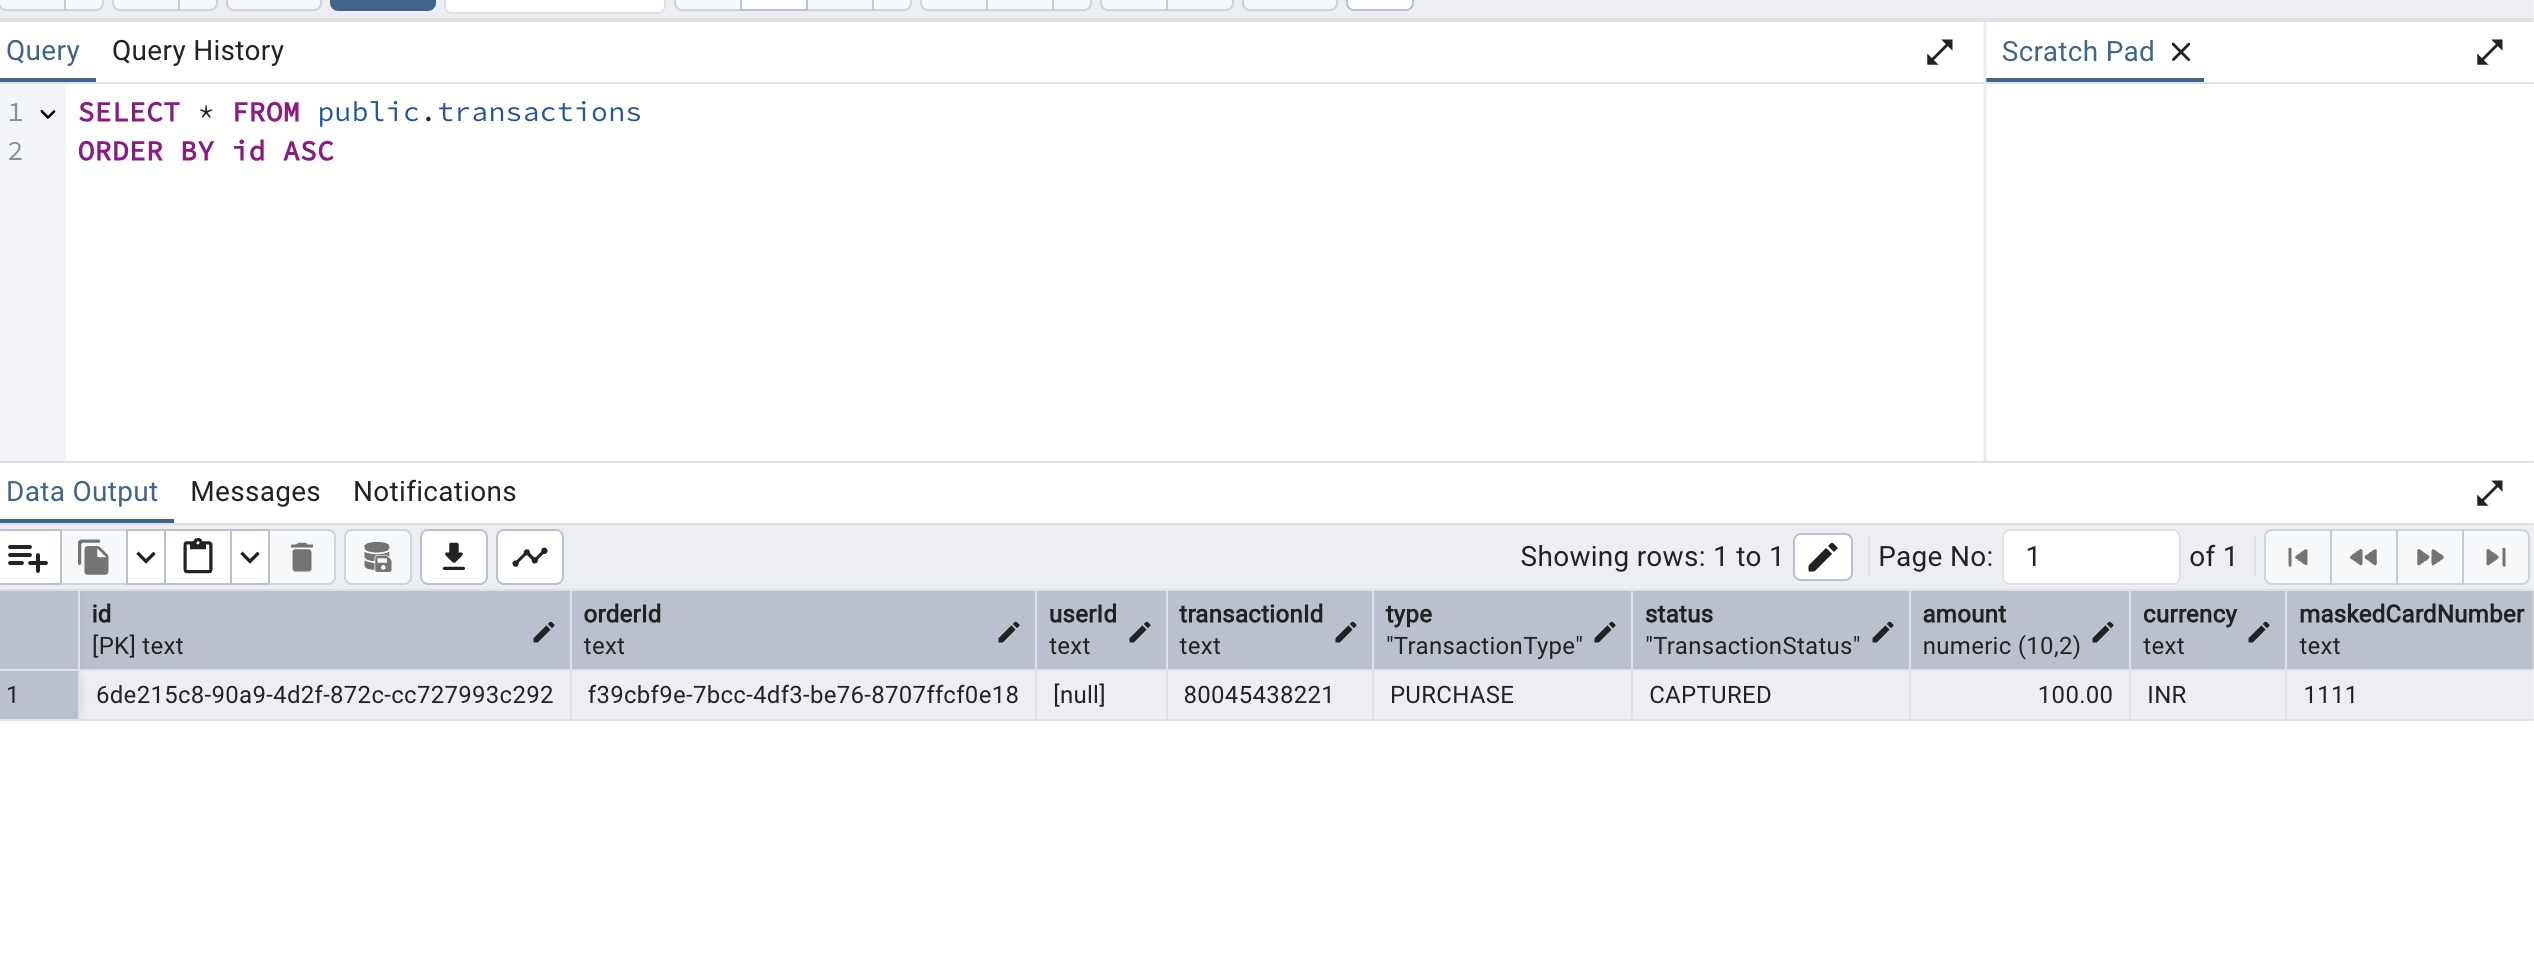 Query Query History Scratch Pad
1 SELECT * FROM public.transactions
2 ORDER BY id ASC
Data Output Messages Notifications
Showing rows: 1 to 1 Page No: 1 of 1
id orderId userId transactionId type status amount currency maskedCardNumber
[PK] text text text text "TransactionType" "TransactionStatus" numeric (10,2) text text
1 6de215c8-90a9-4d2f-872c-cc727993c292 f39cbf9e-7bcc-4df3-be76-8707ffcf0e18 [null] 80045438221 PURCHASE CAPTURED 100.00 INR 1111